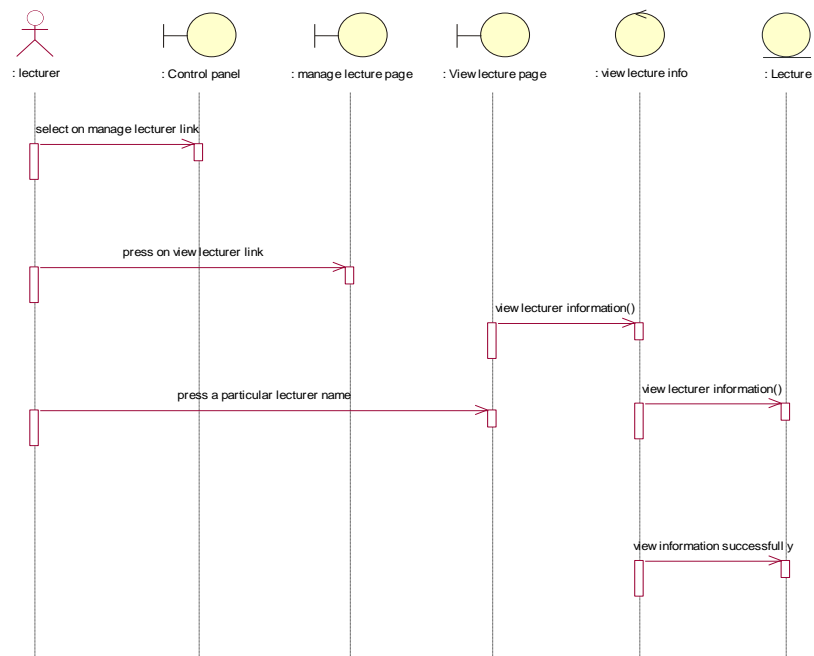 : lecturer
: Control panel
: manage lecture page
: View lecture page
: view lecture info
: Lecture
select on manage lecturer link
press on view lecturer link
view lecturer information()
press a particular lecturer name
view lecturer information()
view information successfull y